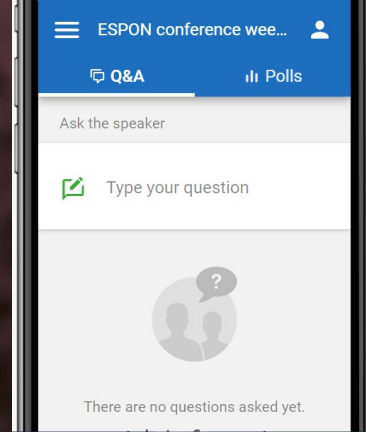 ESPON conference wee...
Q&A
Polls
Ask the speaker
Type your question
?
There are no questions asked yet.